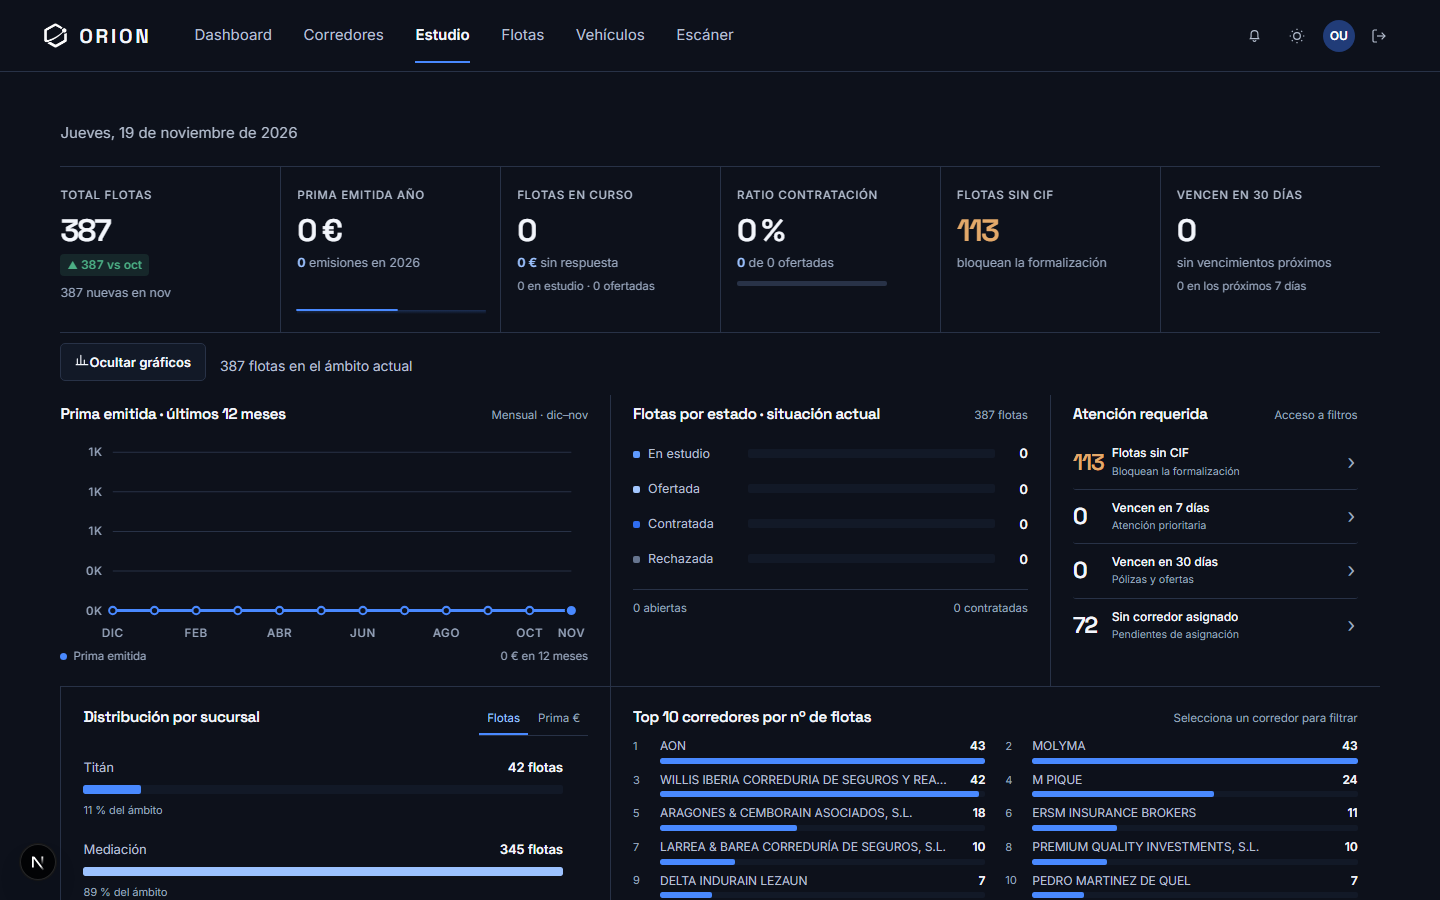 ORION
Dashboard
Corredores
Estudio
Flotas
Vehículos
Escáner
OU
Jueves, 19 de noviembre de 2026
TOTAL FLOTAS
387
▲ 387 vs oct
387 nuevas en nov
PRIMA EMITIDA AÑO
0 €
0 emisiones en 2026
FLOTAS EN CURSO
0
0 € sin respuesta
0 en estudio · 0 ofertadas
RATIO CONTRATACIÓN
0 %
0 de 0 ofertadas
FLOTAS SIN CIF
113
bloquean la formalización
VENCEN EN 30 DÍAS
0
sin vencimientos próximos
0 en los próximos 7 días
Ocultar gráficos
387 flotas en el ámbito actual
Prima emitida · últimos 12 meses
Mensual · dic–nov
1K
1K
1K
0K
0K
DIC FEB ABR JUN AGO OCT NOV
Prima emitida
0 € en 12 meses
Flotas por estado · situación actual
387 flotas
En estudio 0
Ofertada 0
Contratada 0
Rechazada 0
0 abiertas
0 contratadas
Atención requerida
Acceso a filtros
113
Flotas sin CIF
Bloquean la formalización
0
Vencen en 7 días
Atención prioritaria
0
Vencen en 30 días
Pólizas y ofertas
72
Sin corredor asignado
Pendientes de asignación
Distribución por sucursal
Flotas
Prima €
Titán 42 flotas
11 % del ámbito
Mediación 345 flotas
89 % del ámbito
Top 10 corredores por nº de flotas
Selecciona un corredor para filtrar
1 AON 43
2 MOLYMA 43
3 WILLIS IBERIA CORREDURIA DE SEGUROS Y REA... 42
4 M PIQUE 24
5 ARAGONES & CEMBORAIN ASOCIADOS, S.L. 18
6 ERSM INSURANCE BROKERS 11
7 LARREA & BAREA CORREDURÍA DE SEGUROS, S.L. 10
8 PREMIUM QUALITY INVESTMENTS, S.L. 10
9 DELTA INDURAIN LEZAUN 7
10 PEDRO MARTINEZ DE QUEL 7
N